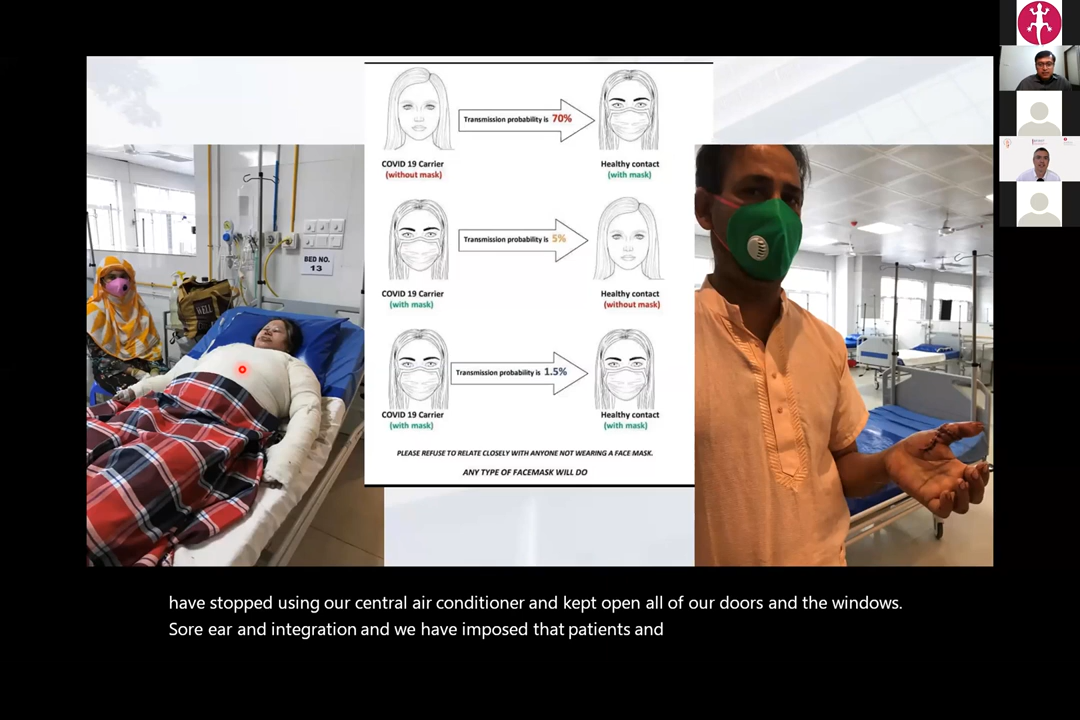 Transmission probability is 70%
COVID 19 Carrier
(without mask)
Healthy contact
(with mask)
Transmission probability is 5%
COVID 19 Carrier
(with mask)
Healthy contact
(without mask)
Transmission probability is 1.5%
COVID 19 Carrier
(with mask)
Healthy contact
(with mask)
PLEASE REFUSE TO RELATE CLOSELY WITH ANYONE NOT WEARING A FACE MASK.
ANY TYPE OF FACEMASK WILL DO
BED NO.
13
WELL
have stopped using our central air conditioner and kept open all of our doors and the windows.
Sore ear and integration and we have imposed that patients and